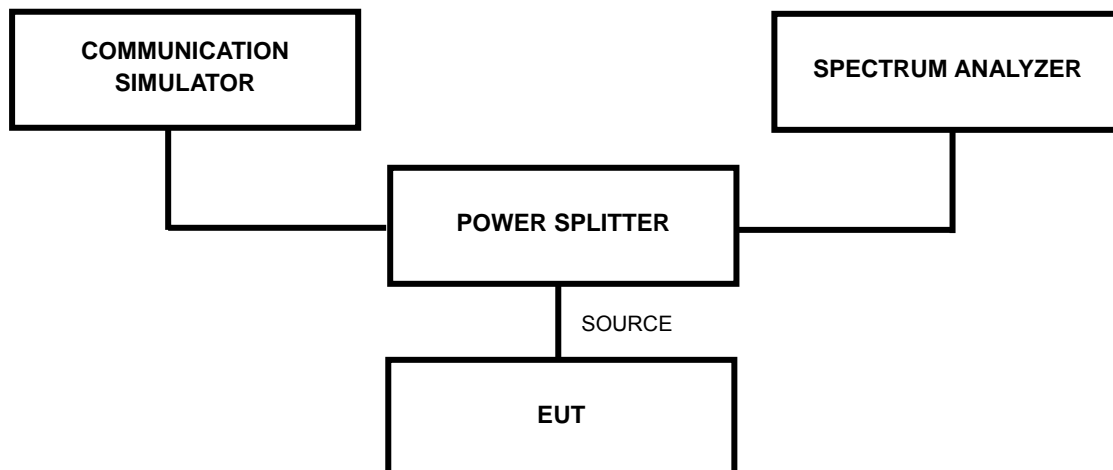 COMMUNICATION
SIMULATOR
SPECTRUM ANALYZER
POWER SPLITTER
SOURCE
EUT